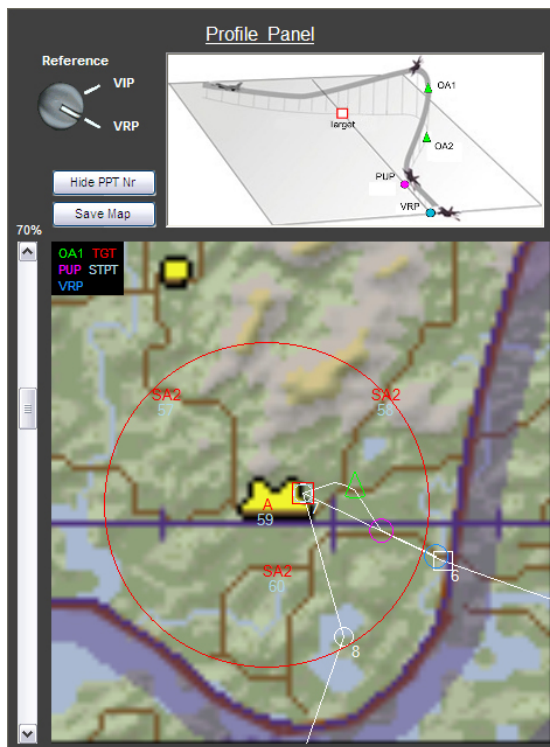 Profile Panel
Reference
VIP
VRP
Hide PPT Nr
Save Map
OA1
target
OA2
PUP
VRP
70%
OA1 TGT
PUP STPT
VRP
SA2
57
SA2
58
A
59
SA2
60
6
8